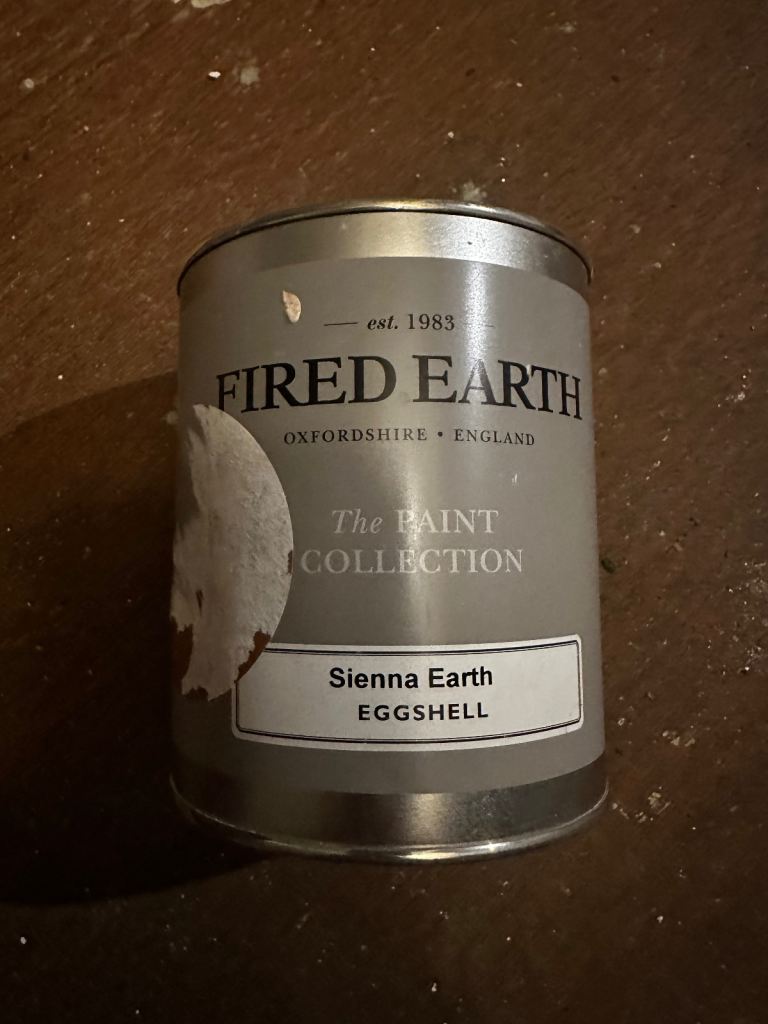 est. 1983
FIRED EARTH
OXFORDSHIRE • ENGLAND
The PAINT
COLLECTION
Sienna Earth
EGGSHELL